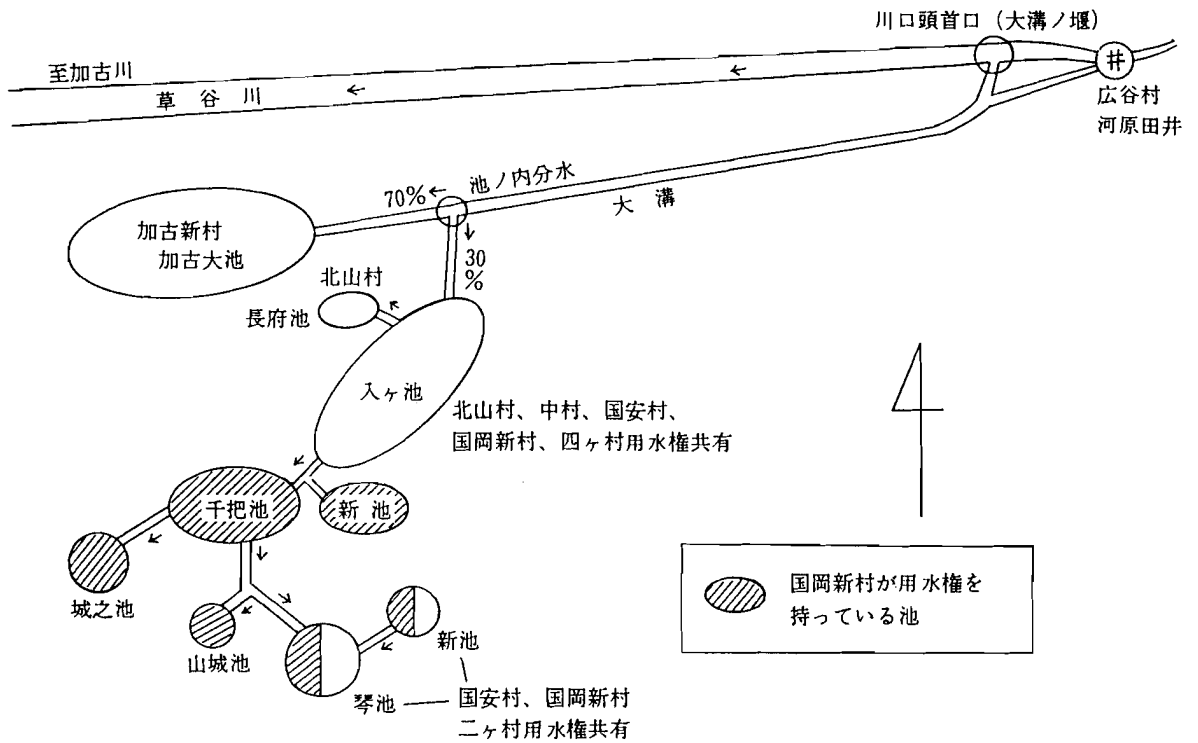 川口頭首口（大溝ノ堰）
至加古川
草谷川
井
広谷村
河原田井
池ノ内分水
70%
大溝
加古新村
加古大池
30
%
北山村
長府池
入ヶ池
北山村、中村、国安村、
国岡新村、四ヶ村用水権共有
千把池
新池
城之池
国岡新村が用水権を
持っている池
新池
山城池
琴池
国安村、国岡新村
二ヶ村用水権共有